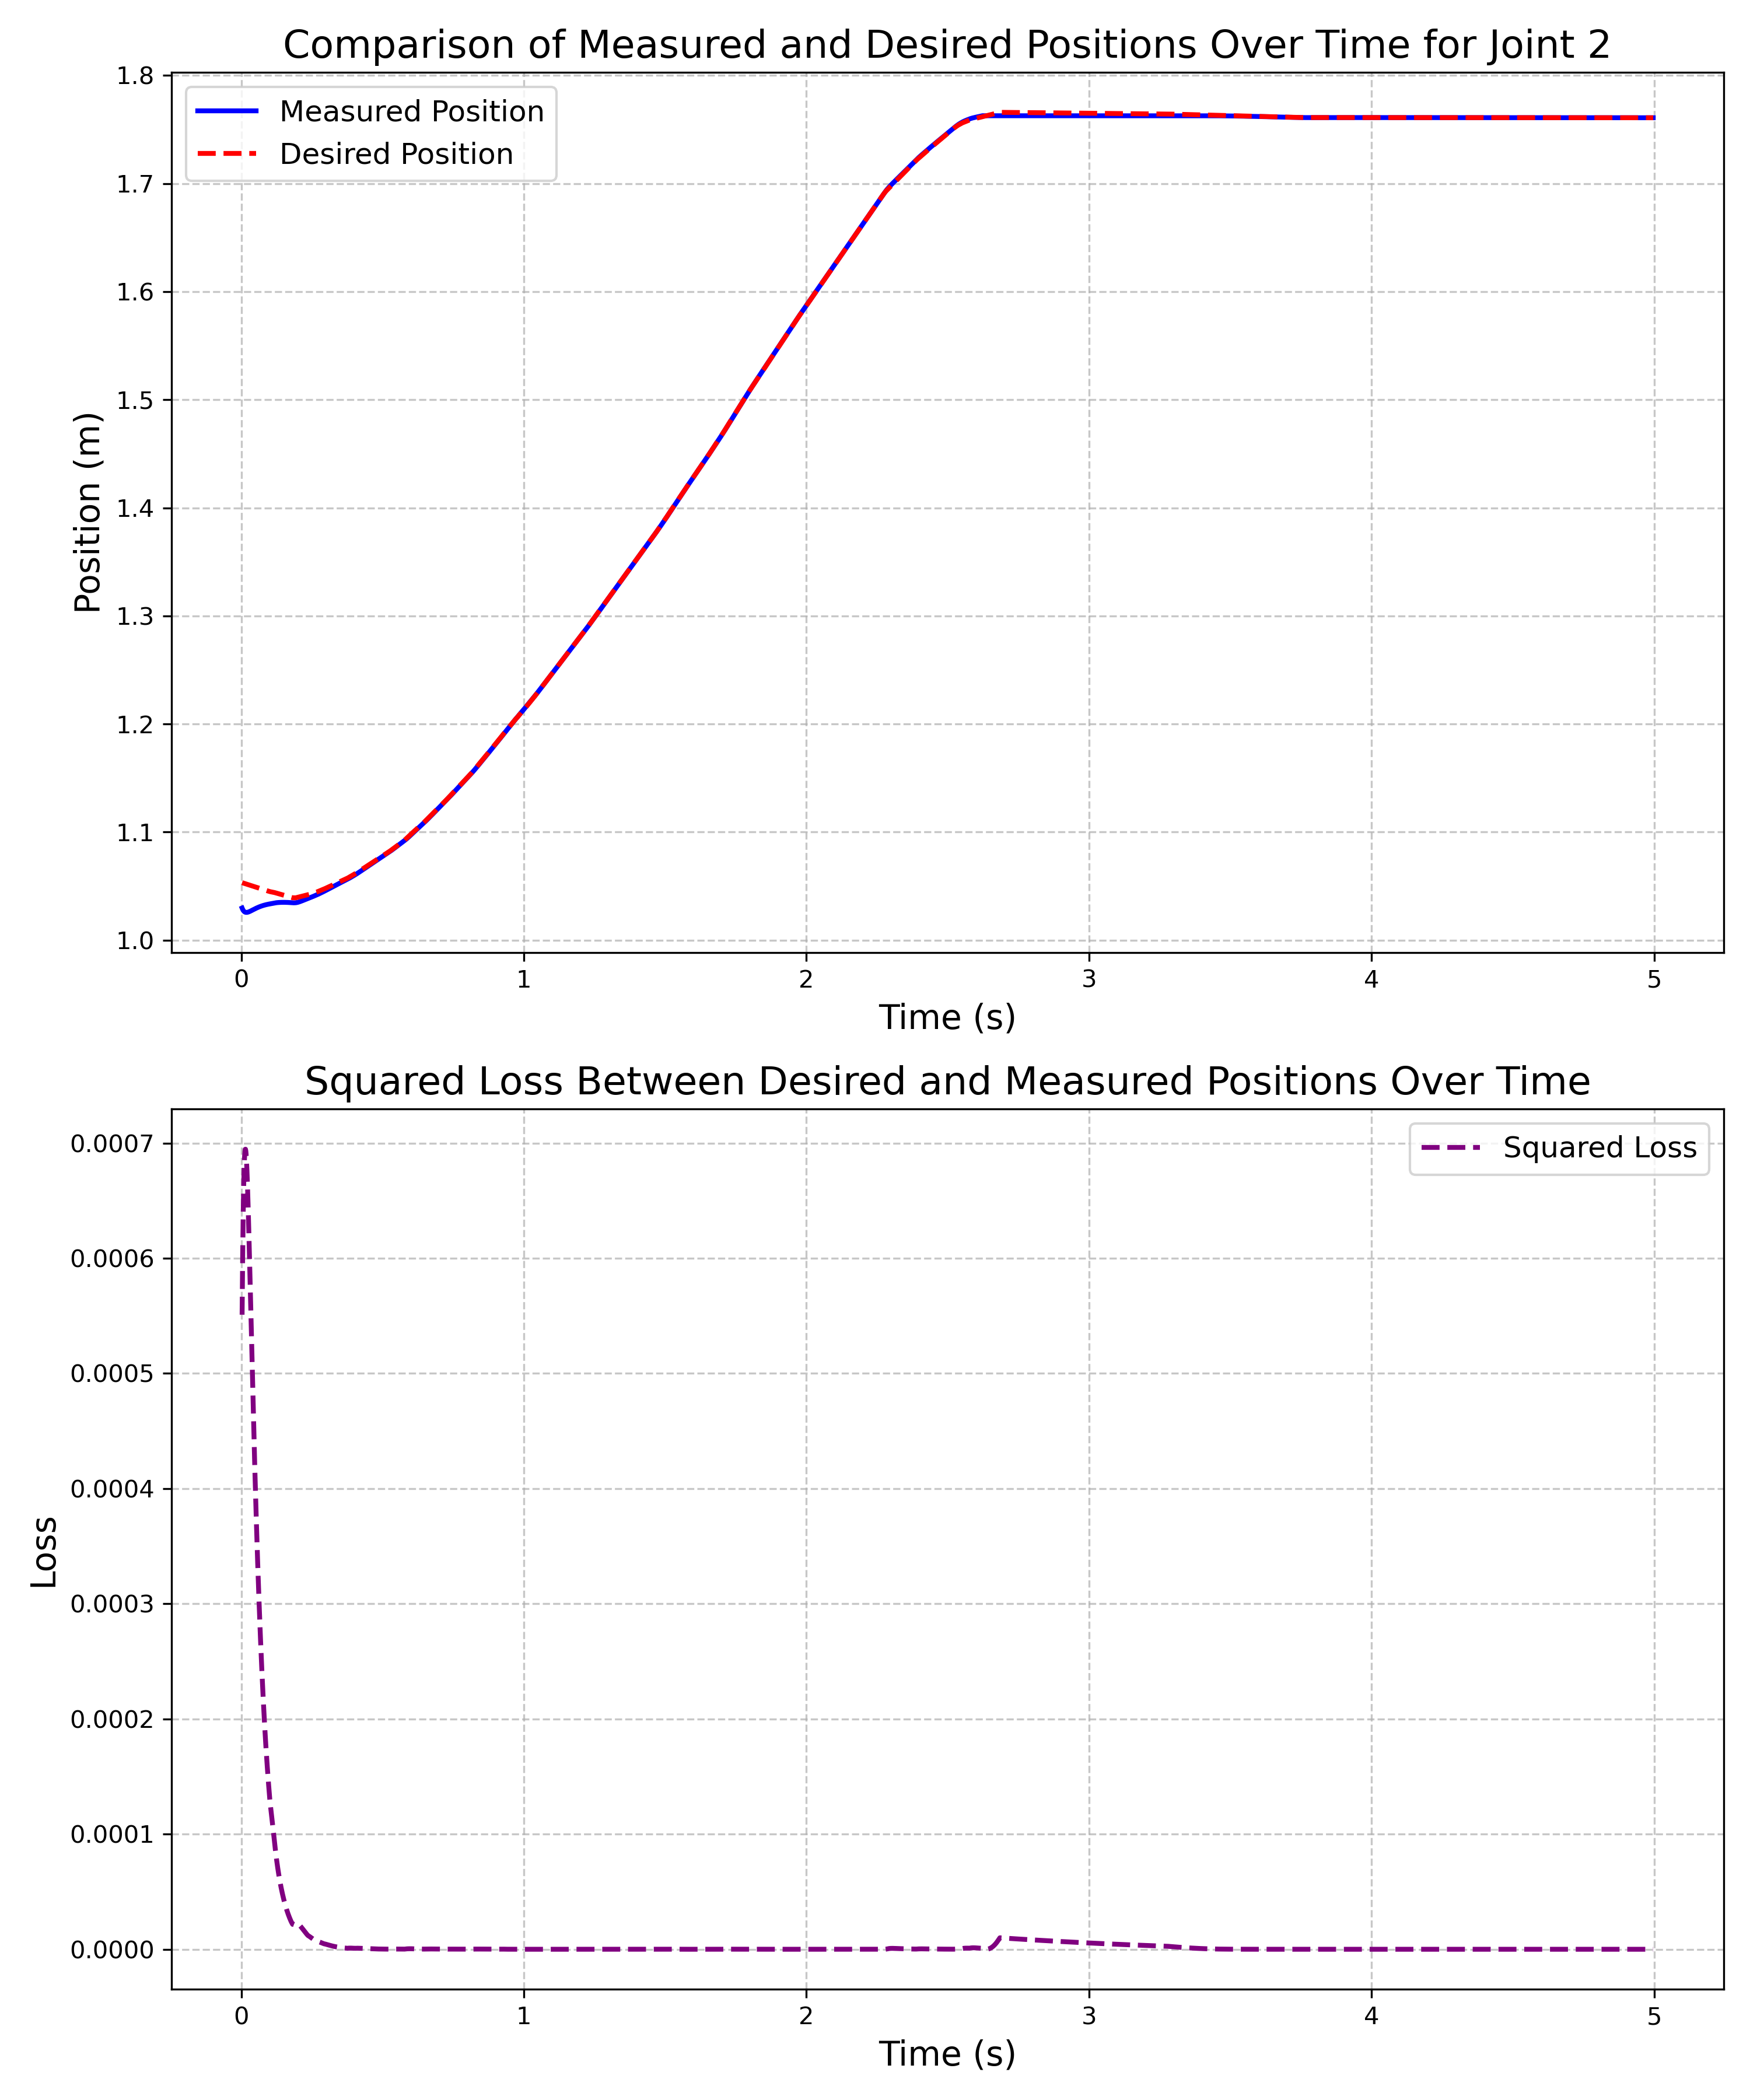 Comparison of Measured and Desired Positions Over Time for Joint 2
1.8
Measured Position
Desired Position
1.7
1.6
1.5
Position (m)
1.4
1.3
1.2
1.1
1.0
0 1 2 3 4 5
Time (s)
Squared Loss Between Desired and Measured Positions Over Time
0.0007
Squared Loss
0.0006
0.0005
0.0004
Loss
0.0003
0.0002
0.0001
0.0000
0 1 2 3 4 5
Time (s)